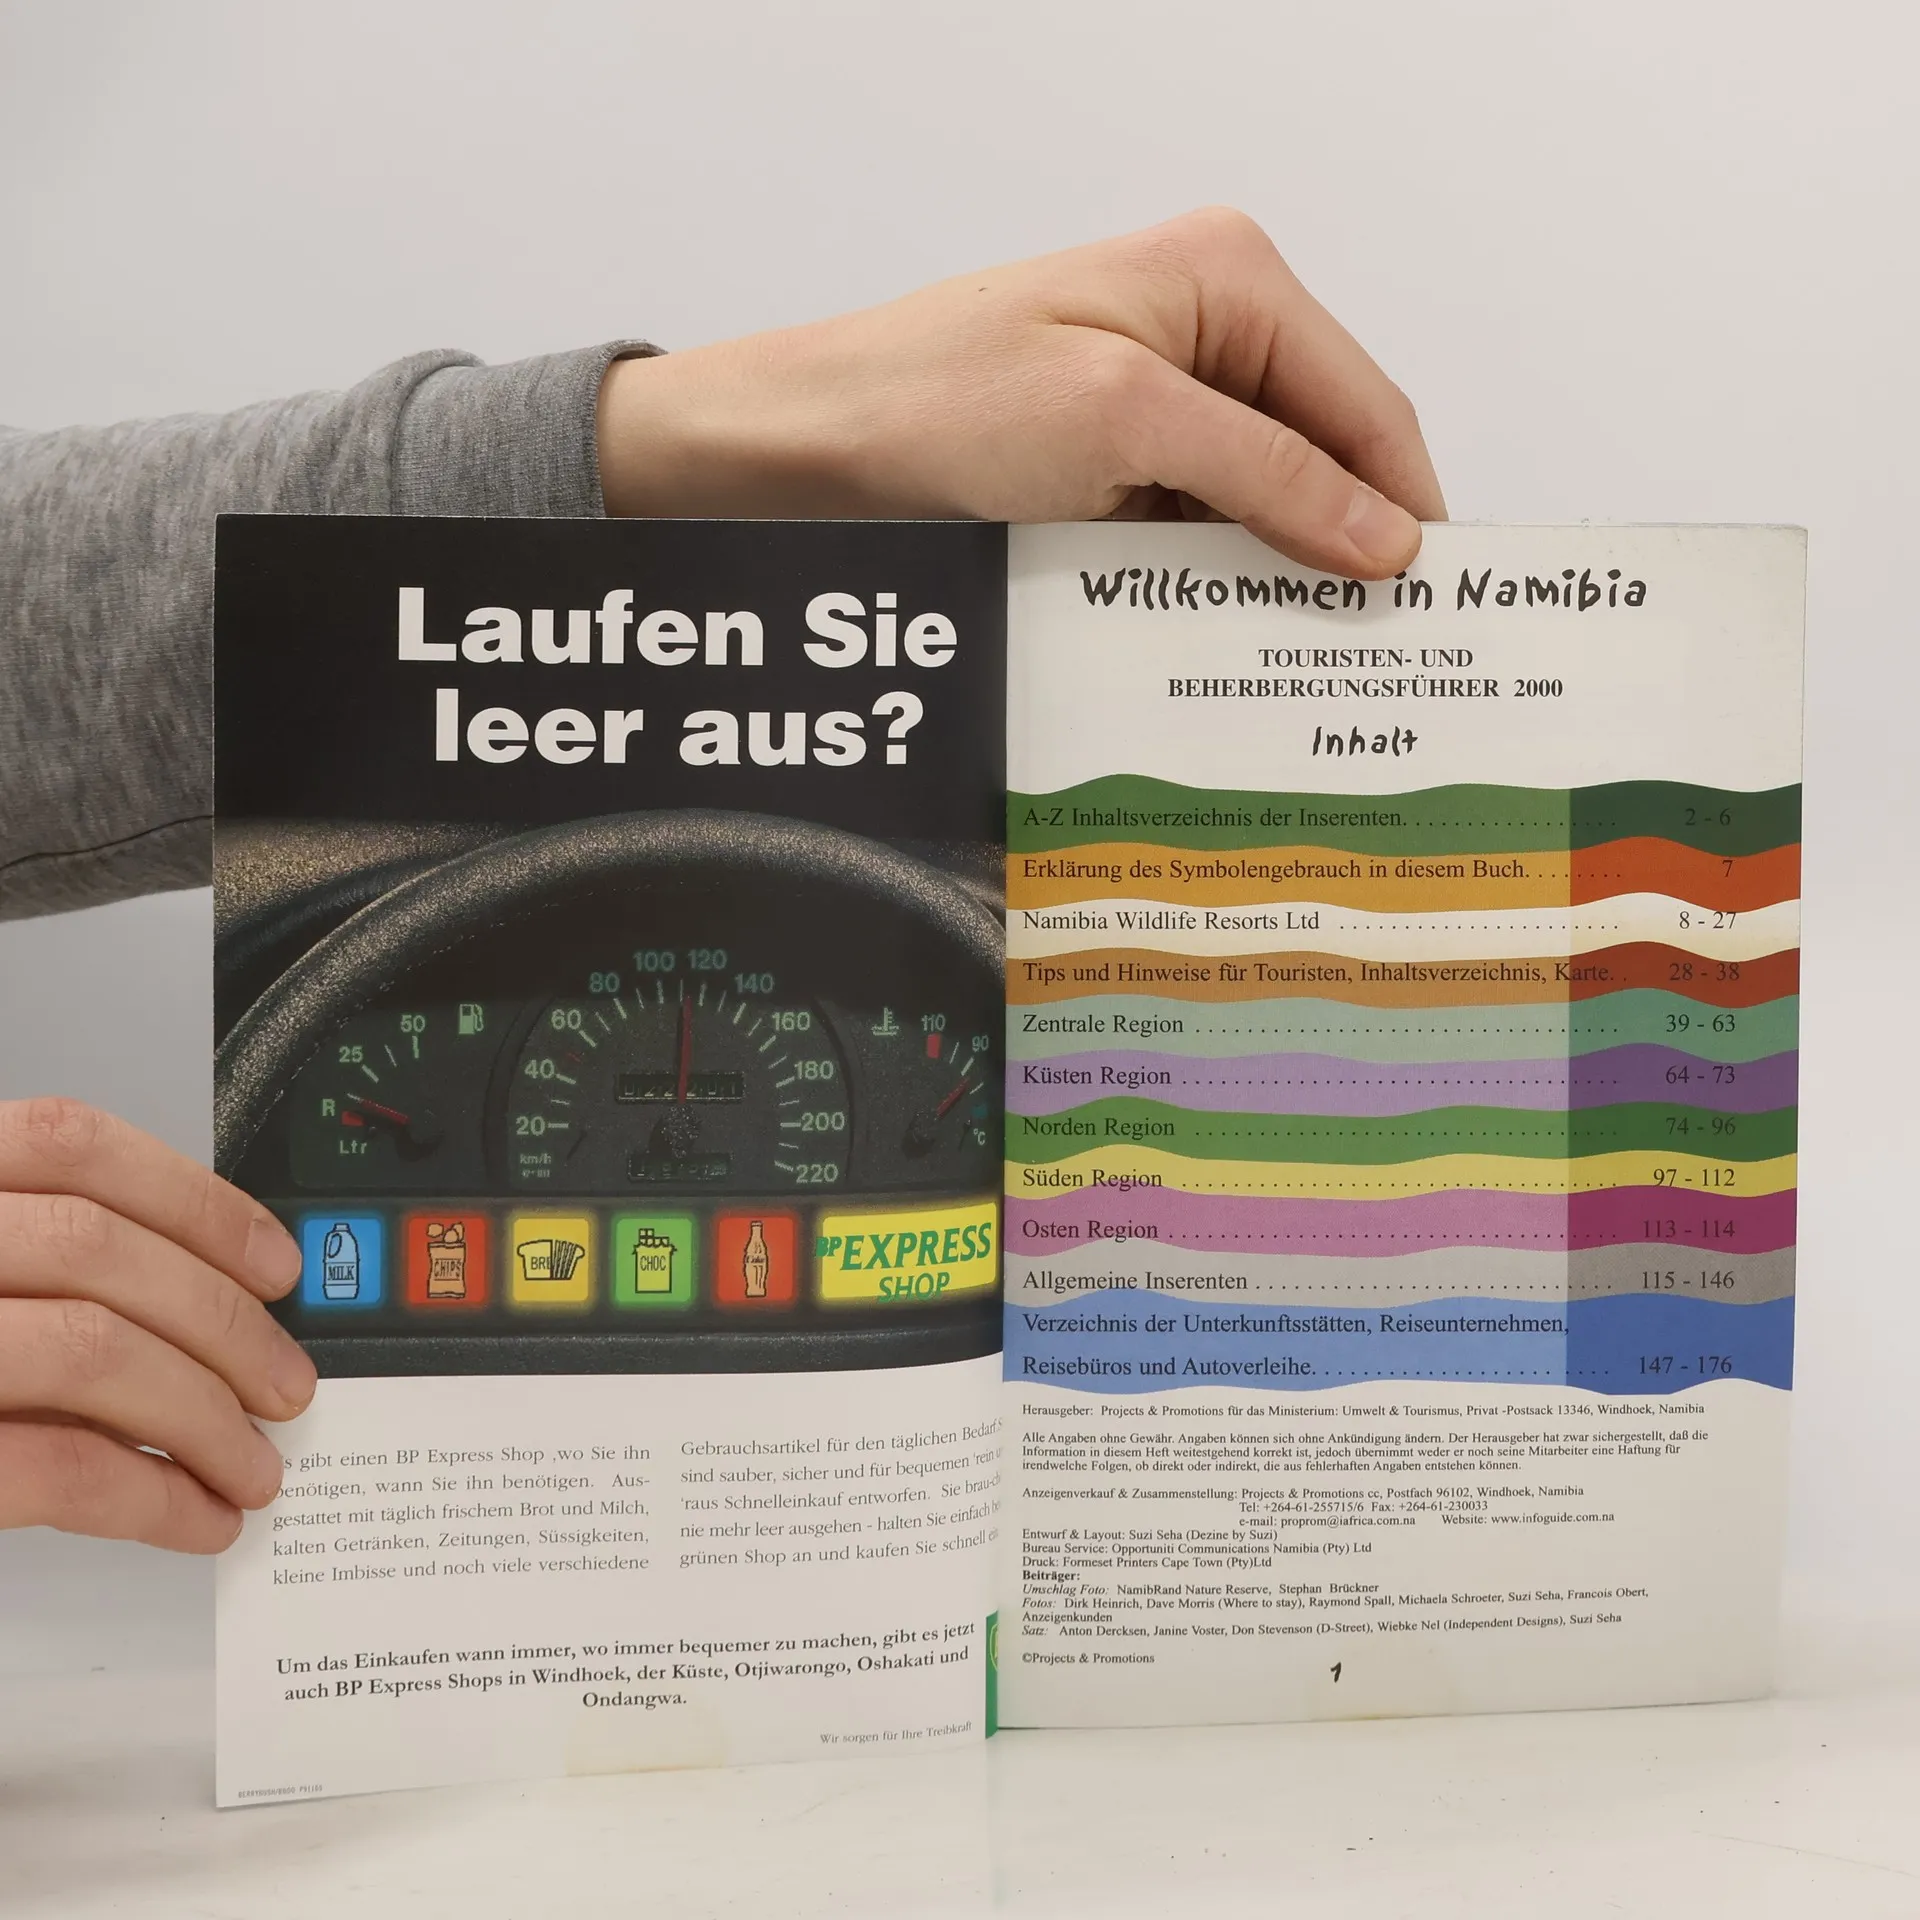 Laufen Sie
leer aus?
25
50
R
Ltr
20
40
60
80
100
120
140
160
180
200
220
km/h
110
90
°C
MILK
CHIPS
BRE
CHOC
Coke
BP EXPRESS
SHOP
s gibt einen BP Express Shop ,wo Sie ihn
benötigen, wann Sie ihn benötigen. Aus-
gestattet mit täglich frischem Brot und Milch,
kalten Getränken, Zeitungen, Süssigkeiten,
kleine Imbisse und noch viele verschiedene
Gebrauchsartikel für den täglichen Bedarf
sind sauber, sicher und für bequemen 'rein
'raus Schnelleinkauf entworfen. Sie brau-
nie mehr leer ausgehen - halten Sie einfach
grünen Shop an und kaufen Sie schnell
Um das Einkaufen wann immer, wo immer bequemer zu machen, gibt es jetzt
auch BP Express Shops in Windhoek, der Küste, Otjiwarongo, Oshakati und
Ondangwa.
Wir sorgen für Ihre Treibkraft
Willkommen in Namibia
TOURISTEN- UND
BEHERBERGUNGSFÜHRER 2000
Inhalt
A-Z Inhaltsverzeichnis der Inserenten. . . . . . . . . . . . . . . . . 2 - 6
Erklärung des Symbolengebrauch in diesem Buch. . . . . . . 7
Namibia Wildlife Resorts Ltd . . . . . . . . . . . . . . . . . . . . . . 8 - 27
Tips und Hinweise für Touristen, Inhaltsverzeichnis, Karte. . 28 - 38
Zentrale Region . . . . . . . . . . . . . . . . . . . . . . . . . . . . . . . . . 39 - 63
Küsten Region . . . . . . . . . . . . . . . . . . . . . . . . . . . . . . . . . . 64 - 73
Norden Region . . . . . . . . . . . . . . . . . . . . . . . . . . . . . . . . . 74 - 96
Süden Region . . . . . . . . . . . . . . . . . . . . . . . . . . . . . . . . . . 97 - 112
Osten Region . . . . . . . . . . . . . . . . . . . . . . . . . . . . . . . . . . . 113 - 114
Allgemeine Inserenten . . . . . . . . . . . . . . . . . . . . . . . . . . . . 115 - 146
Verzeichnis der Unterkunftsstätten, Reiseunternehmen,
Reisebüros und Autoverleihe. . . . . . . . . . . . . . . . . . . . . . . 147 - 176
Herausgeber: Projects & Promotions für das Ministerium: Umwelt & Tourismus, Privat -Postsack 13346, Windhoek, Namibia
Alle Angaben ohne Gewähr. Angaben können sich ohne Ankündigung ändern. Der Herausgeber hat zwar sichergestellt, daß die
Information in diesem Heft weitestgehend korrekt ist, jedoch übernimmt weder er noch seine Mitarbeiter eine Haftung für
irendwelche Folgen, ob direkt oder indirekt, die aus fehlerhaften Angaben entstehen können.
Anzeigenverkauf & Zusammenstellung: Projects & Promotions cc, Postfach 96102, Windhoek, Namibia
Tel: +264-61-255715/6 Fax: +264-61-230033
e-mail: proprom@iafrica.com.na Website: www.infoguide.com.na
Entwurf & Layout: Suzi Seha (Dezine by Suzi)
Bureau Service: Opportuniti Communications Namibia (Pty) Ltd
Druck: Formeset Printers Cape Town (Pty)Ltd
Beiträger:
Umschlag Foto: NamibRand Nature Reserve, Stephan Brückner
Fotos: Dirk Heinrich, Dave Morris (Where to stay), Raymond Spall, Michaela Schroeter, Suzi Seha, Francois Obert,
Anzeigenkunden
Satz: Anton Dercksen, Janine Voster, Don Stevenson (D-Street), Wiebke Nel (Independent Designs), Suzi Seha
©Projects & Promotions
1